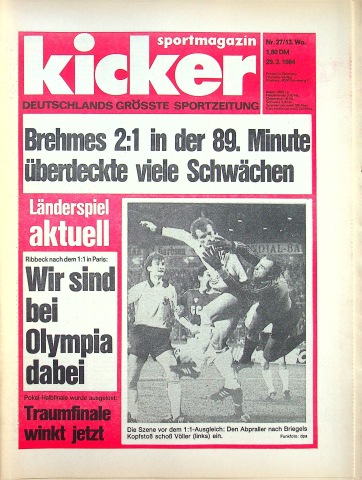 sportmagazin
kicker
DEUTSCHLANDS GRÖSSTE SPORTZEITUNG
Nr. 27/13. Wo.
1,80 DM
29. 3. 1984
Brehmes 2:1 in der 89. Minute
überdeckte viele Schwächen
Länderspiel
aktuell
Ribbeck nach dem 1:1 in Paris:
Wir sind
bei
Olympia
dabei
Pokal-Halbfinale wurde ausgelost:
Traumfinale
winkt jetzt
Die Szene vor dem 1:1-Ausgleich: Den Abpraller nach Briegels
Kopfstoß schoß Völler (links) ein.
Funkfoto: dpa